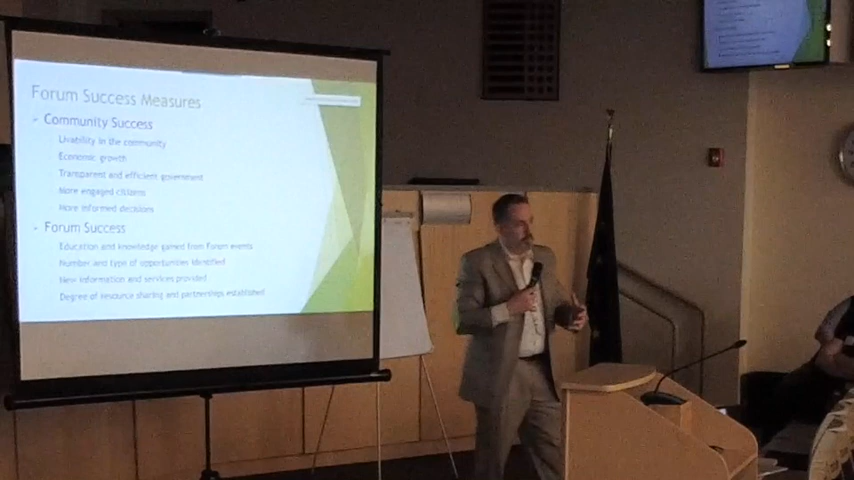 Forum Success Measures
Community Success
Livability in the community
Economic growth
Transparent and efficient government
More engaged citizens
More informed decisions
Forum Success
Education and knowledge gained from Forum events
Number and type of opportunities identified
New information and services provided
Degree of resource sharing and partnerships established